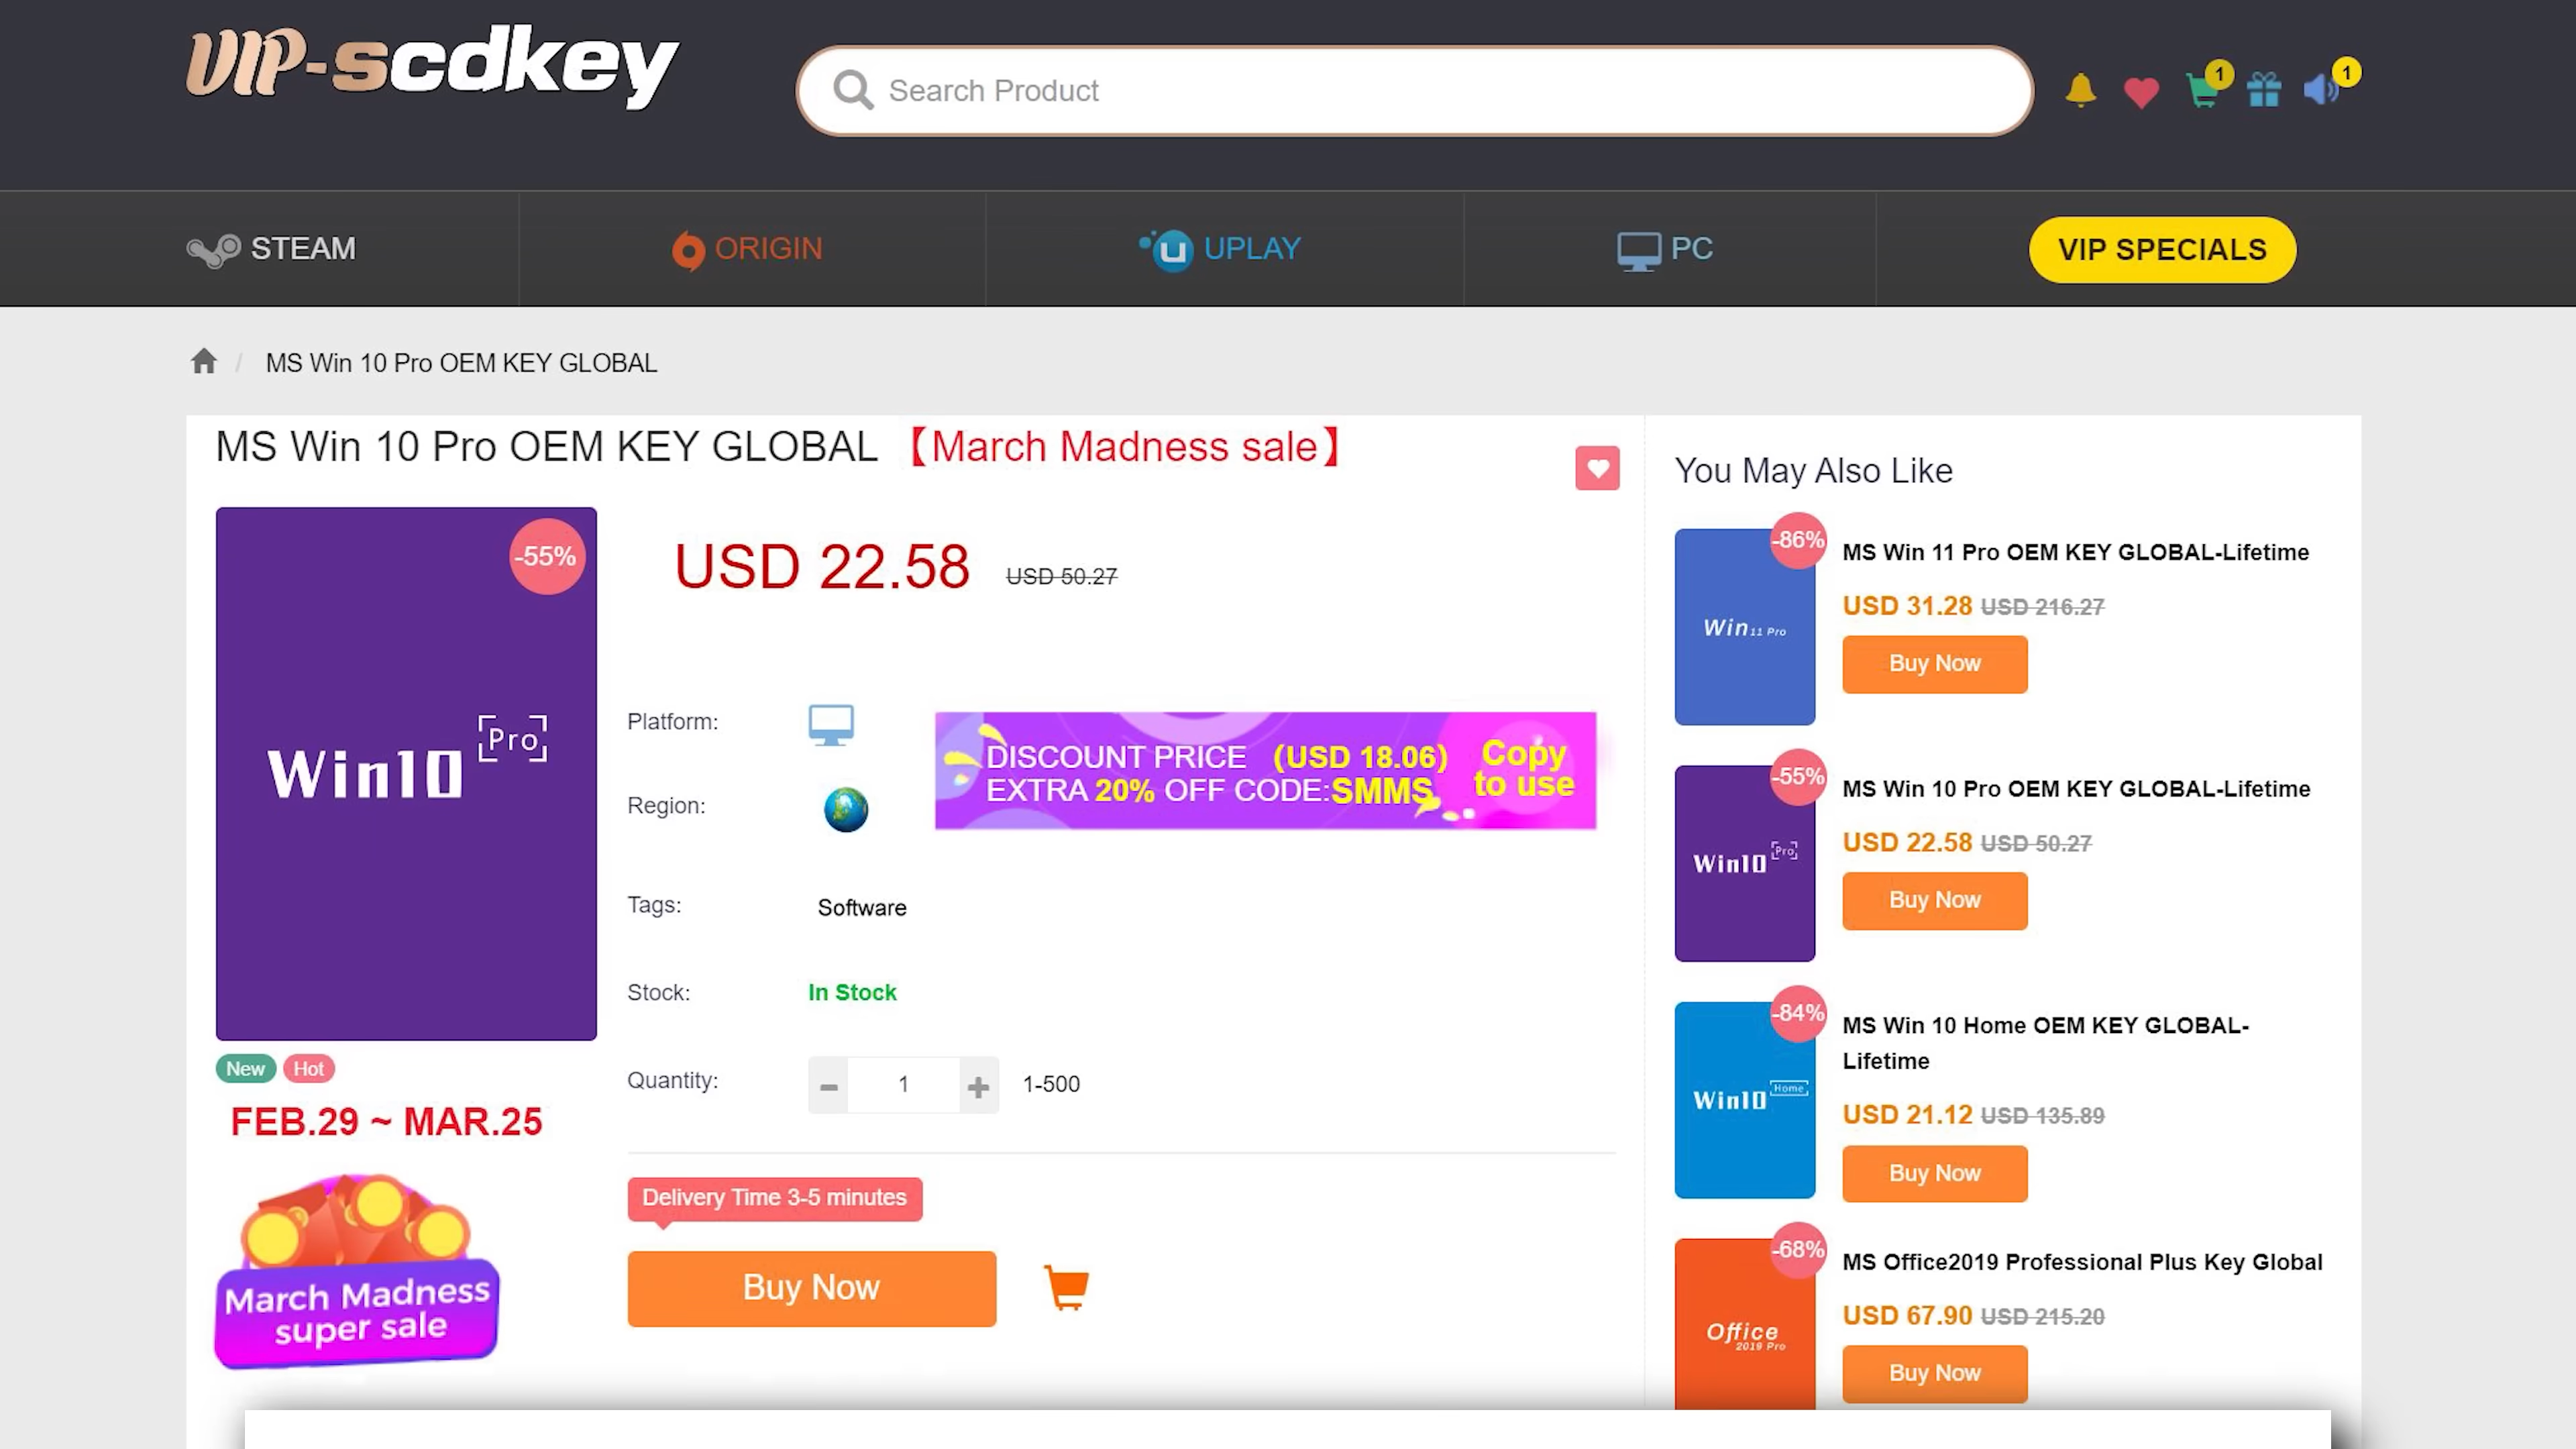 VIP-scdkey
Search Product
1
1
STEAM
ORIGIN
UPLAY
PC
VIP SPECIALS
/ MS Win 10 Pro OEM KEY GLOBAL
MS Win 10 Pro OEM KEY GLOBAL 【March Madness sale】
-55%
Win10 Pro
New Hot
FEB.29 ~ MAR.25
March Madness
super sale
USD 22.58 USD 50.27
Platform:
DISCOUNT PRICE (USD 18.06)
EXTRA 20% OFF CODE:SMMS
Copy
to use
Region:
Tags: Software
Stock: In Stock
Quantity: 1 1-500
Delivery Time 3-5 minutes
Buy Now
You May Also Like
-86%
Win 11 Pro
MS Win 11 Pro OEM KEY GLOBAL-Lifetime
USD 31.28 USD 216.27
Buy Now
-55%
Win10 Pro
MS Win 10 Pro OEM KEY GLOBAL-Lifetime
USD 22.58 USD 50.27
Buy Now
-84%
Win10 Home
MS Win 10 Home OEM KEY GLOBAL-
Lifetime
USD 21.12 USD 135.89
Buy Now
-68%
Office
2019 Pro
MS Office2019 Professional Plus Key Global
USD 67.90 USD 215.20
Buy Now